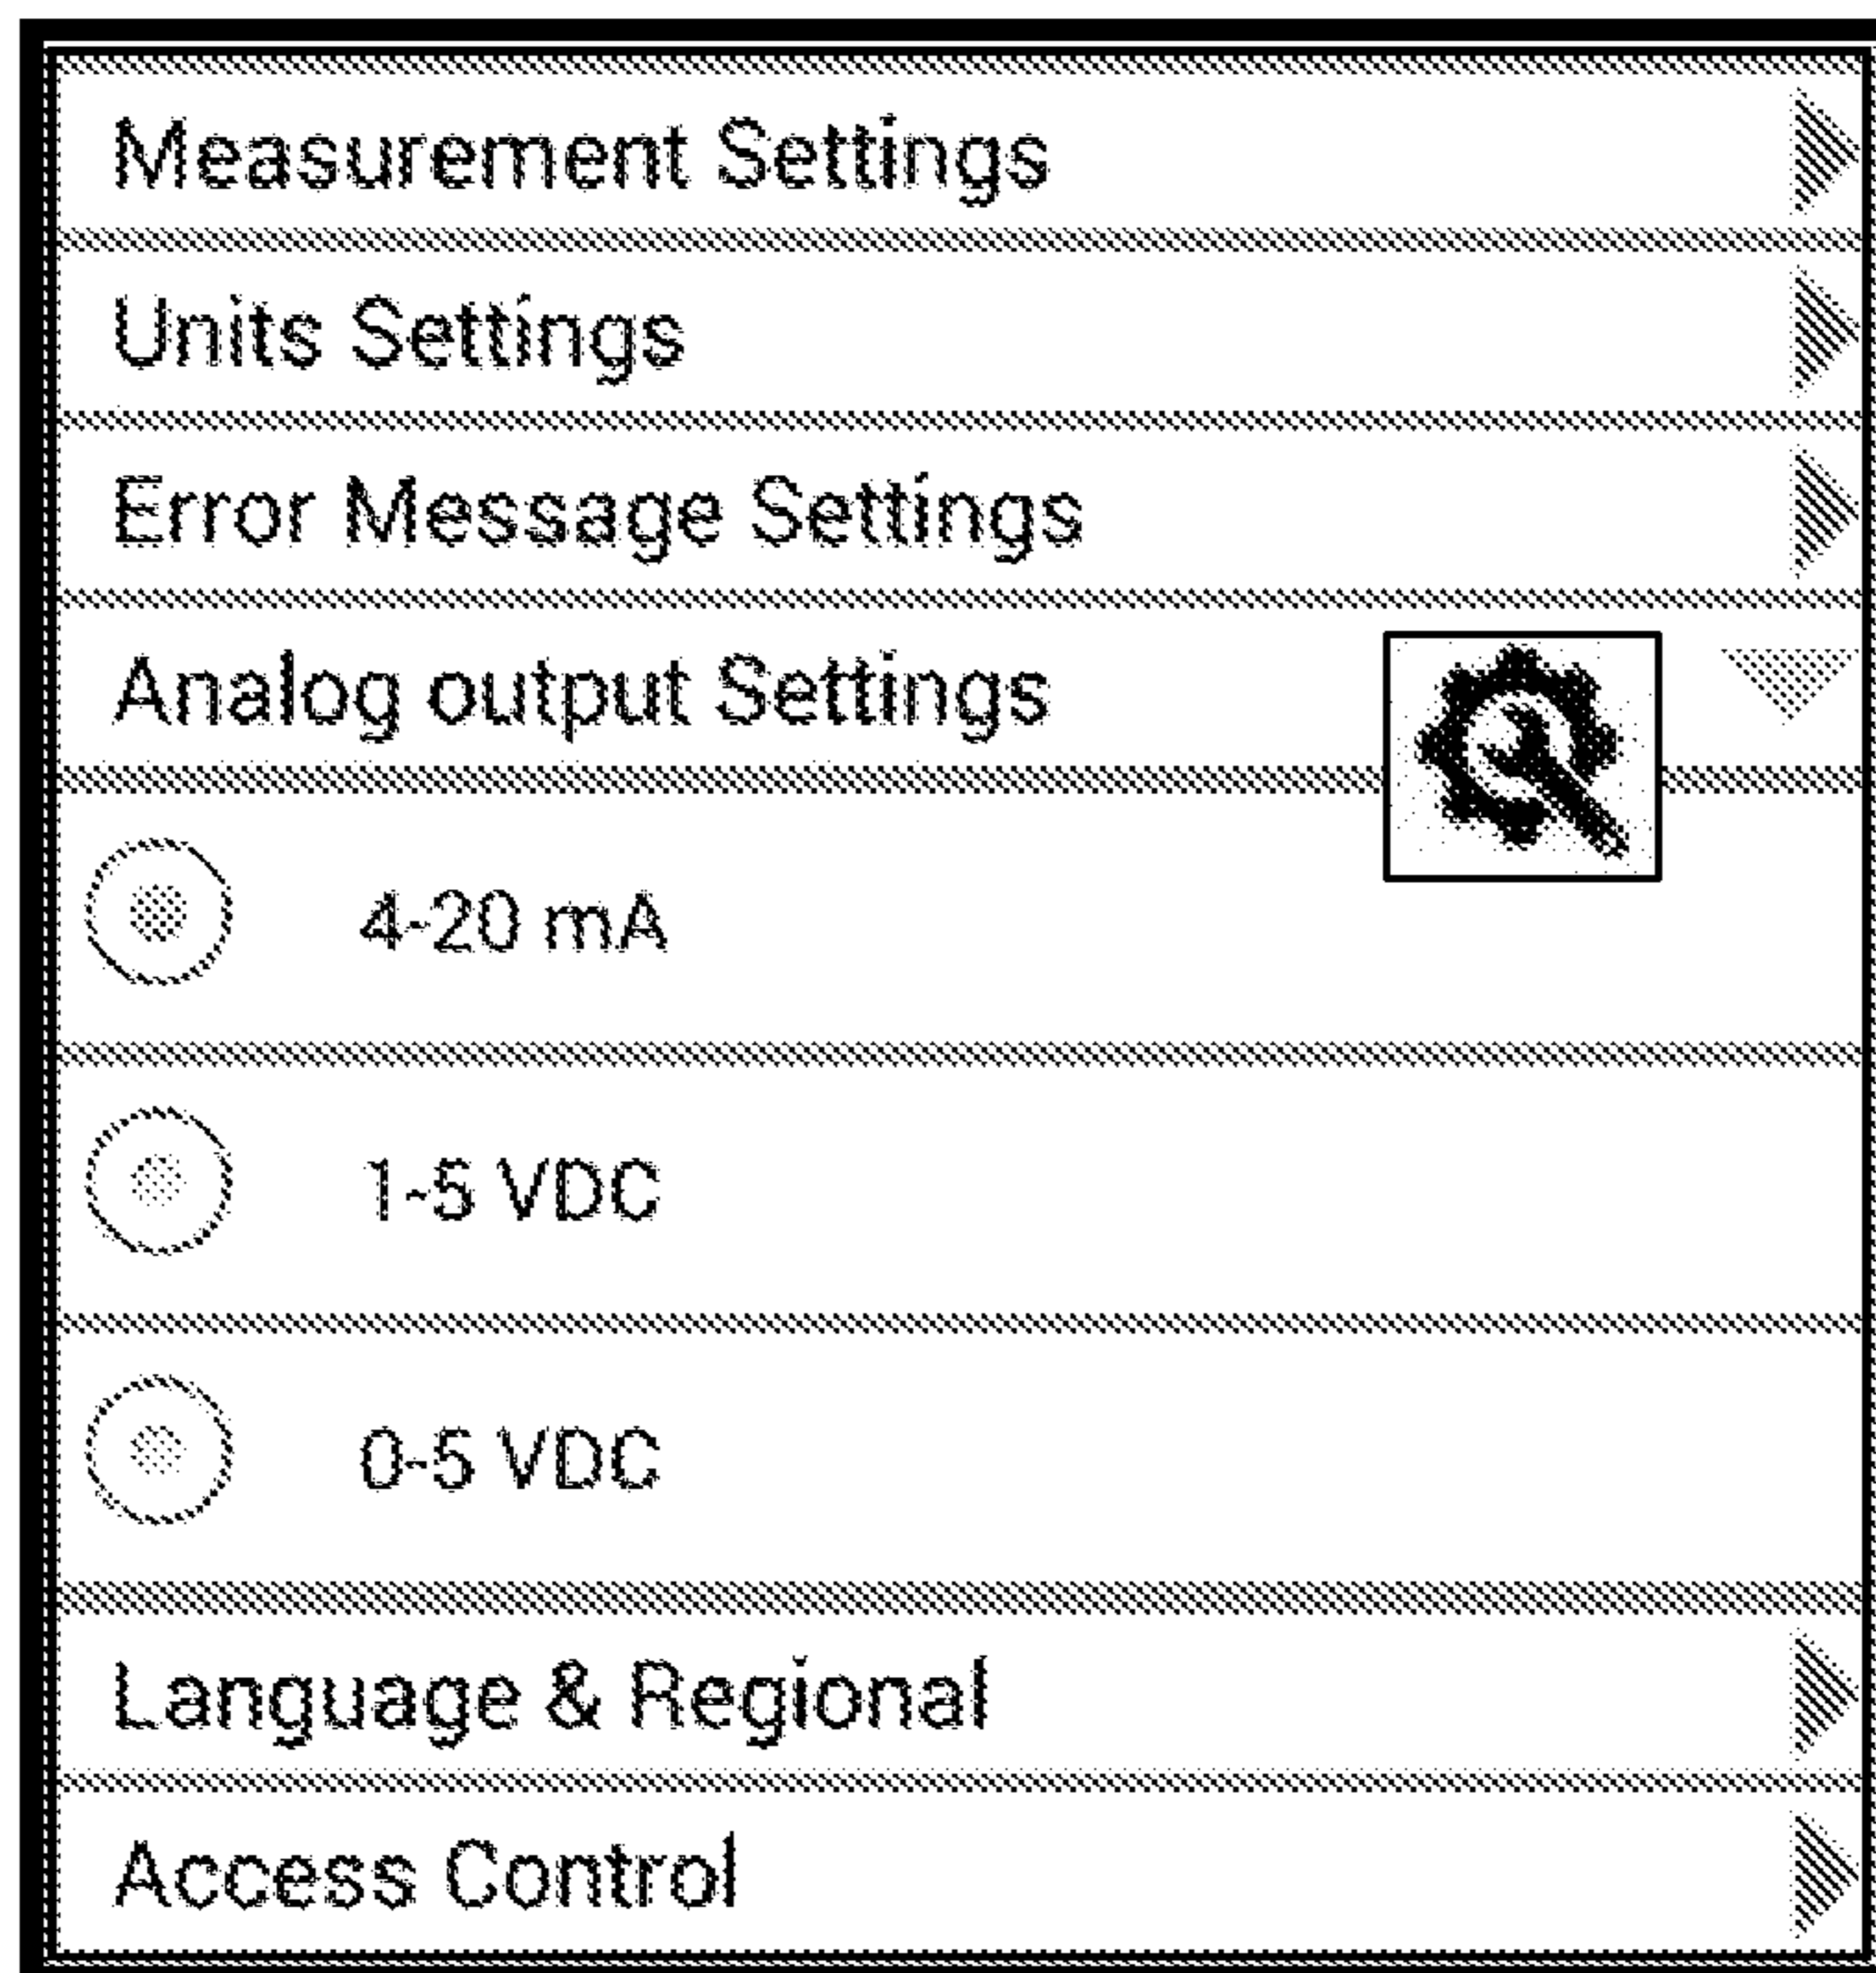 Measurement Settings
Units Settings
Error Message Settings
Analog output Settings
4-20 mA
1-5 VDC
0-5 VDC
Language & Regional
Access Control